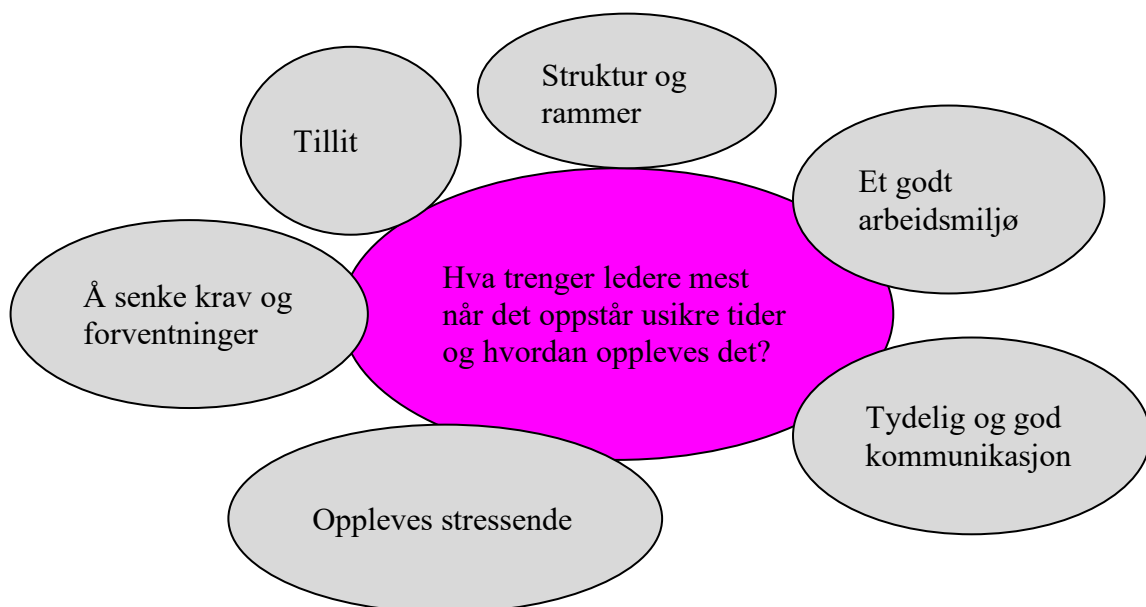 Struktur og
rammer
Tillit
Et godt
arbeidsmiljø
Hva trenger ledere mest
når det oppstår usikre tider
og hvordan oppleves det?
Å senke krav og
forventninger
Tydelig og god
kommunikasjon
Oppleves stressende